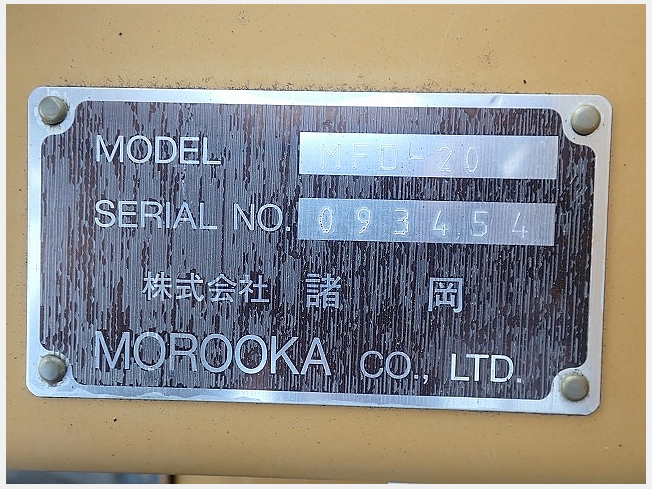 MODEL MFD-20
SERIAL NO. 093454
株式会社 諸岡
MOROOKA CO., LTD.